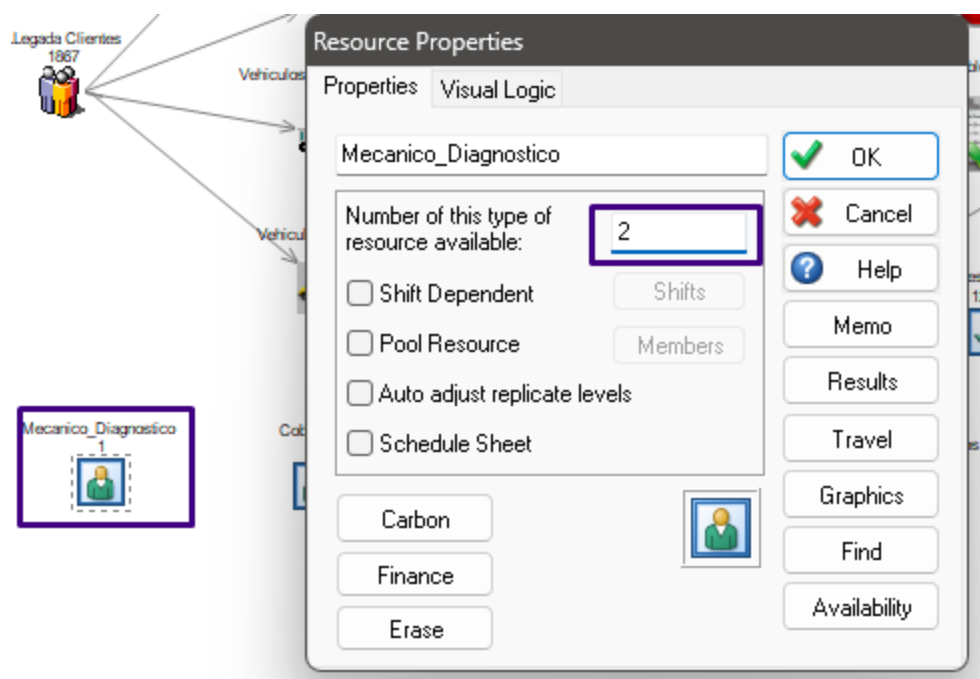 .Legada Clientes
1867
Vehiculos
Mecanico_Diagnostico
1
Resource Properties
Properties
Visual Logic
Mecanico_Diagnostico
Number of this type of
resource available:
2
Shift Dependent
Shifts
Pool Resource
Members
Auto adjust replicate levels
Schedule Sheet
Carbon
Finance
Erase
OK
Cancel
Help
Memo
Results
Travel
Graphics
Find
Availability